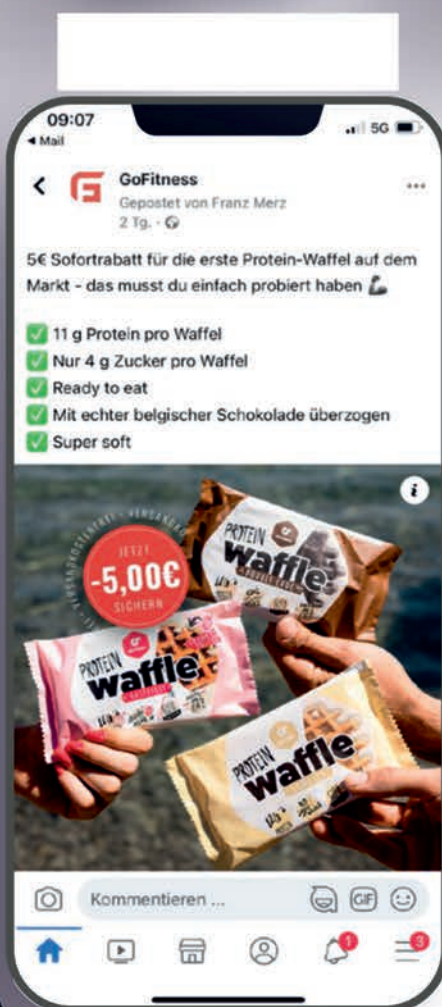 09:07
5G
Mail
GoFitness
Gepostet von Franz Merz
2 Tg. ·
5€ Sofortrabatt für die erste Protein-Waffel auf dem
Markt - das musst du einfach probiert haben
11 g Protein pro Waffel
Nur 4 g Zucker pro Waffel
Ready to eat
Mit echter belgischer Schokolade überzogen
Super soft
JETZT
-5,00€
SICHERN
PROTEIN
waffle
PROTEIN
waffle
PROTEIN
waffle
Kommentieren ...
GIF
1
3